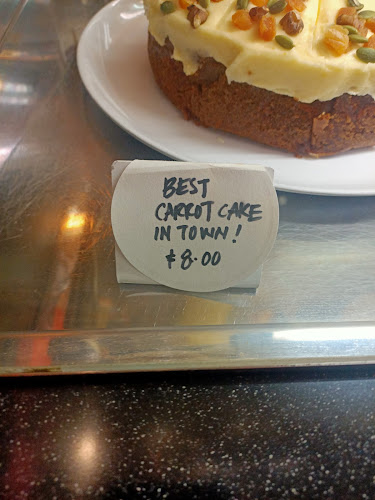 BEST
CARROT CAKE
IN TOWN!
$8.00